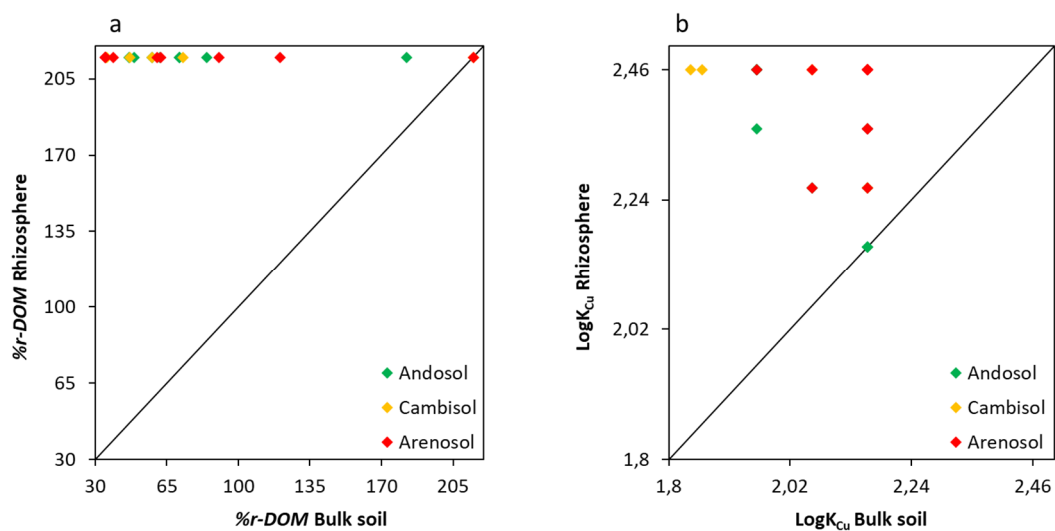 a
%r-DOM Rhizosphere
205
170
135
100
65
30
30 65 100 135 170 205
%r-DOM Bulk soil
Andosol
Cambisol
Arenosol
b
LogKCu Rhizosphere
2,46
2,24
2,02
1,8
1,8 2,02 2,24 2,46
LogKCu Bulk soil
Andosol
Cambisol
Arenosol